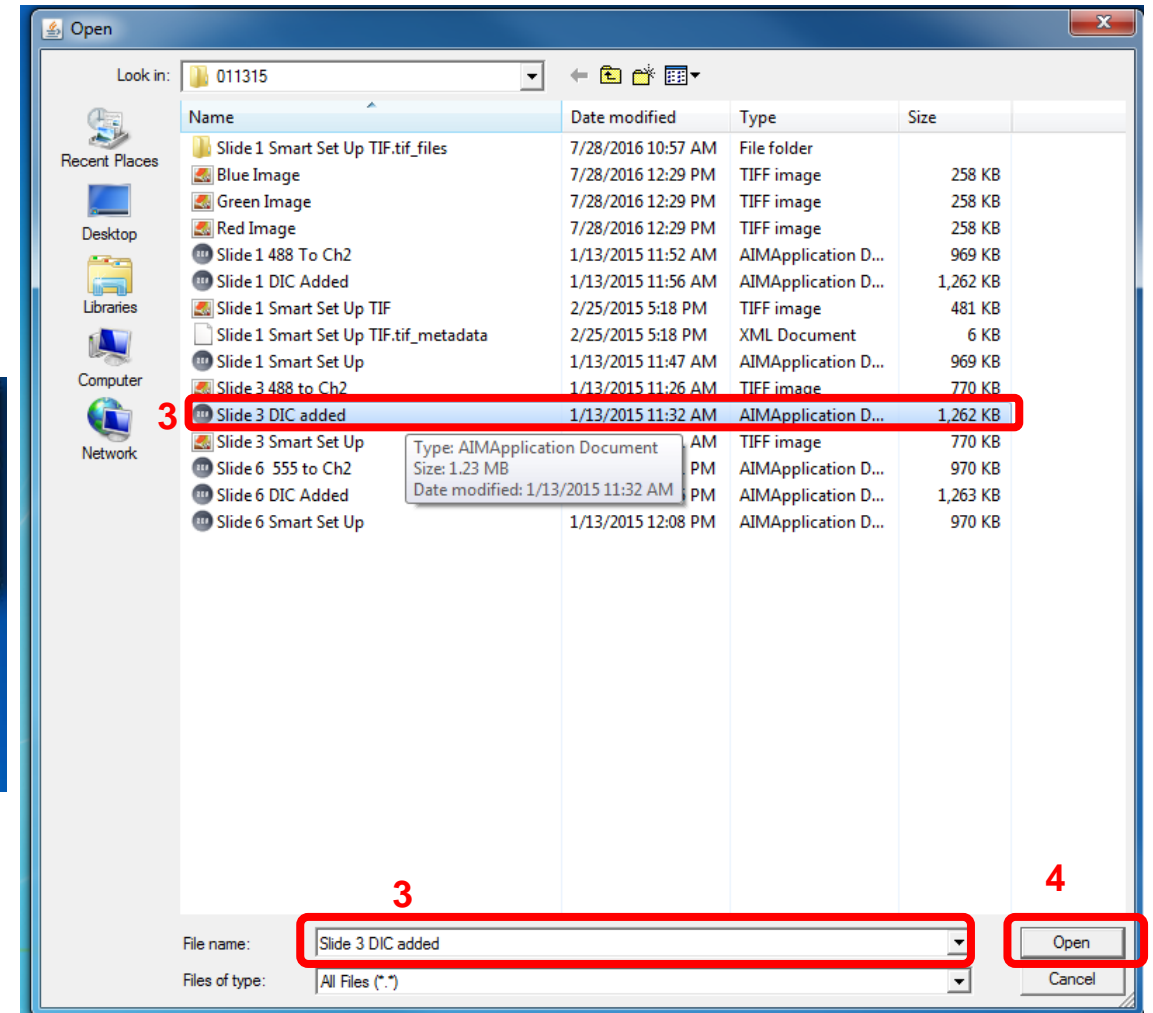 Open
x
Look in: 011315
Name Date modified Type Size
Recent Places
Desktop
Libraries
Computer
Network
Slide 1 Smart Set Up TIF.tif_files 7/28/2016 10:57 AM File folder
Blue Image 7/28/2016 12:29 PM TIFF image 258 KB
Green Image 7/28/2016 12:29 PM TIFF image 258 KB
Red Image 7/28/2016 12:29 PM TIFF image 258 KB
Slide 1 488 To Ch2 1/13/2015 11:52 AM AIMApplication D... 969 KB
Slide 1 DIC Added 1/13/2015 11:56 AM AIMApplication D... 1,262 KB
Slide 1 Smart Set Up TIF 2/25/2015 5:18 PM TIFF image 481 KB
Slide 1 Smart Set Up TIF.tif_metadata 2/25/2015 5:18 PM XML Document 6 KB
Slide 1 Smart Set Up 1/13/2015 11:47 AM AIMApplication D... 969 KB
Slide 3 488 to Ch2 1/13/2015 11:26 AM TIFF image 770 KB
3 Slide 3 DIC added 1/13/2015 11:32 AM AIMApplication D... 1,262 KB
Slide 3 Smart Set Up AM TIFF image 770 KB
Slide 6 555 to Ch2 PM AIMApplication D... 970 KB
Slide 6 DIC Added PM AIMApplication D... 1,263 KB
Slide 6 Smart Set Up 1/13/2015 12:08 PM AIMApplication D... 970 KB
Type: AIMApplication Document
Size: 1.23 MB
Date modified: 1/13/2015 11:32 AM
3
4
File name: Slide 3 DIC added Open
Files of type: All Files (*.*) Cancel